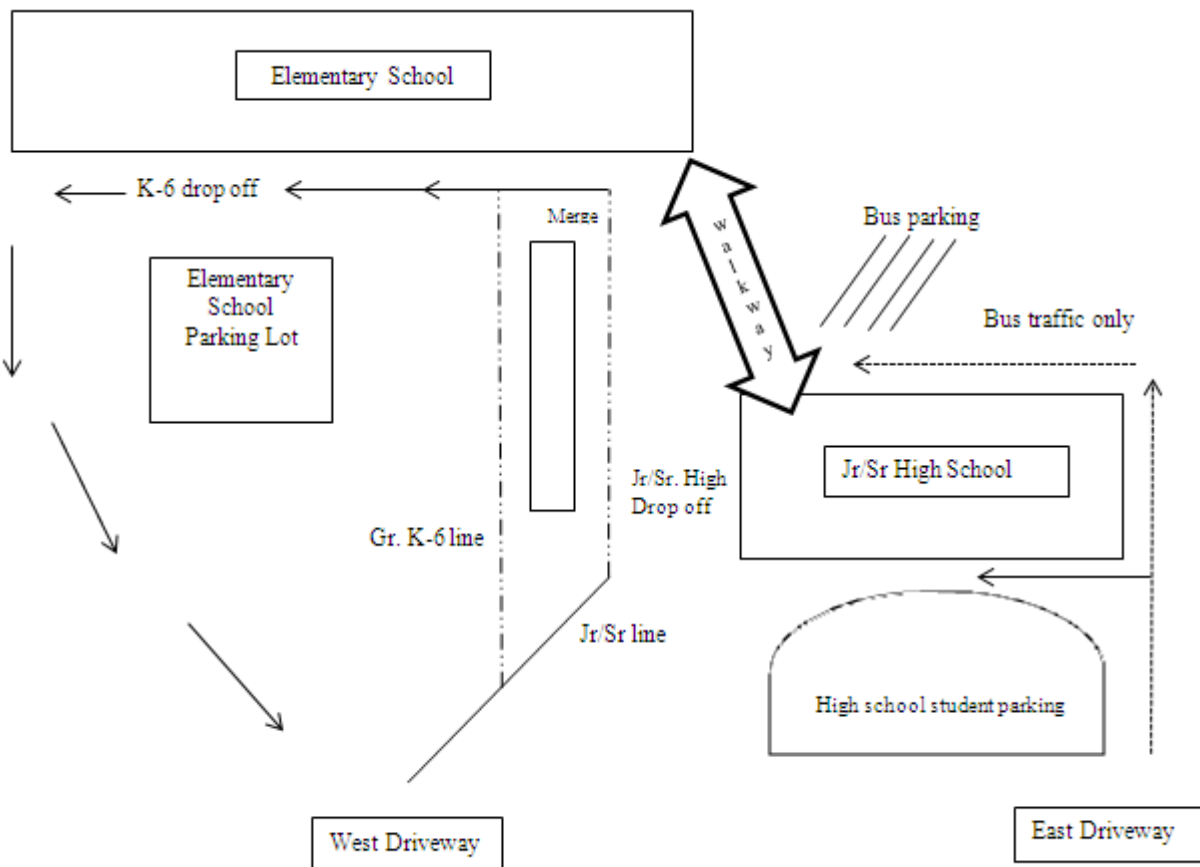 Elementary School
K-6 drop off
Merge
walkway
Bus parking
Elementary
School
Parking Lot
Bus traffic only
Jr/Sr. High
Drop off
Jr/Sr High School
Gr. K-6 line
Jr/Sr line
High school student parking
West Driveway
East Driveway